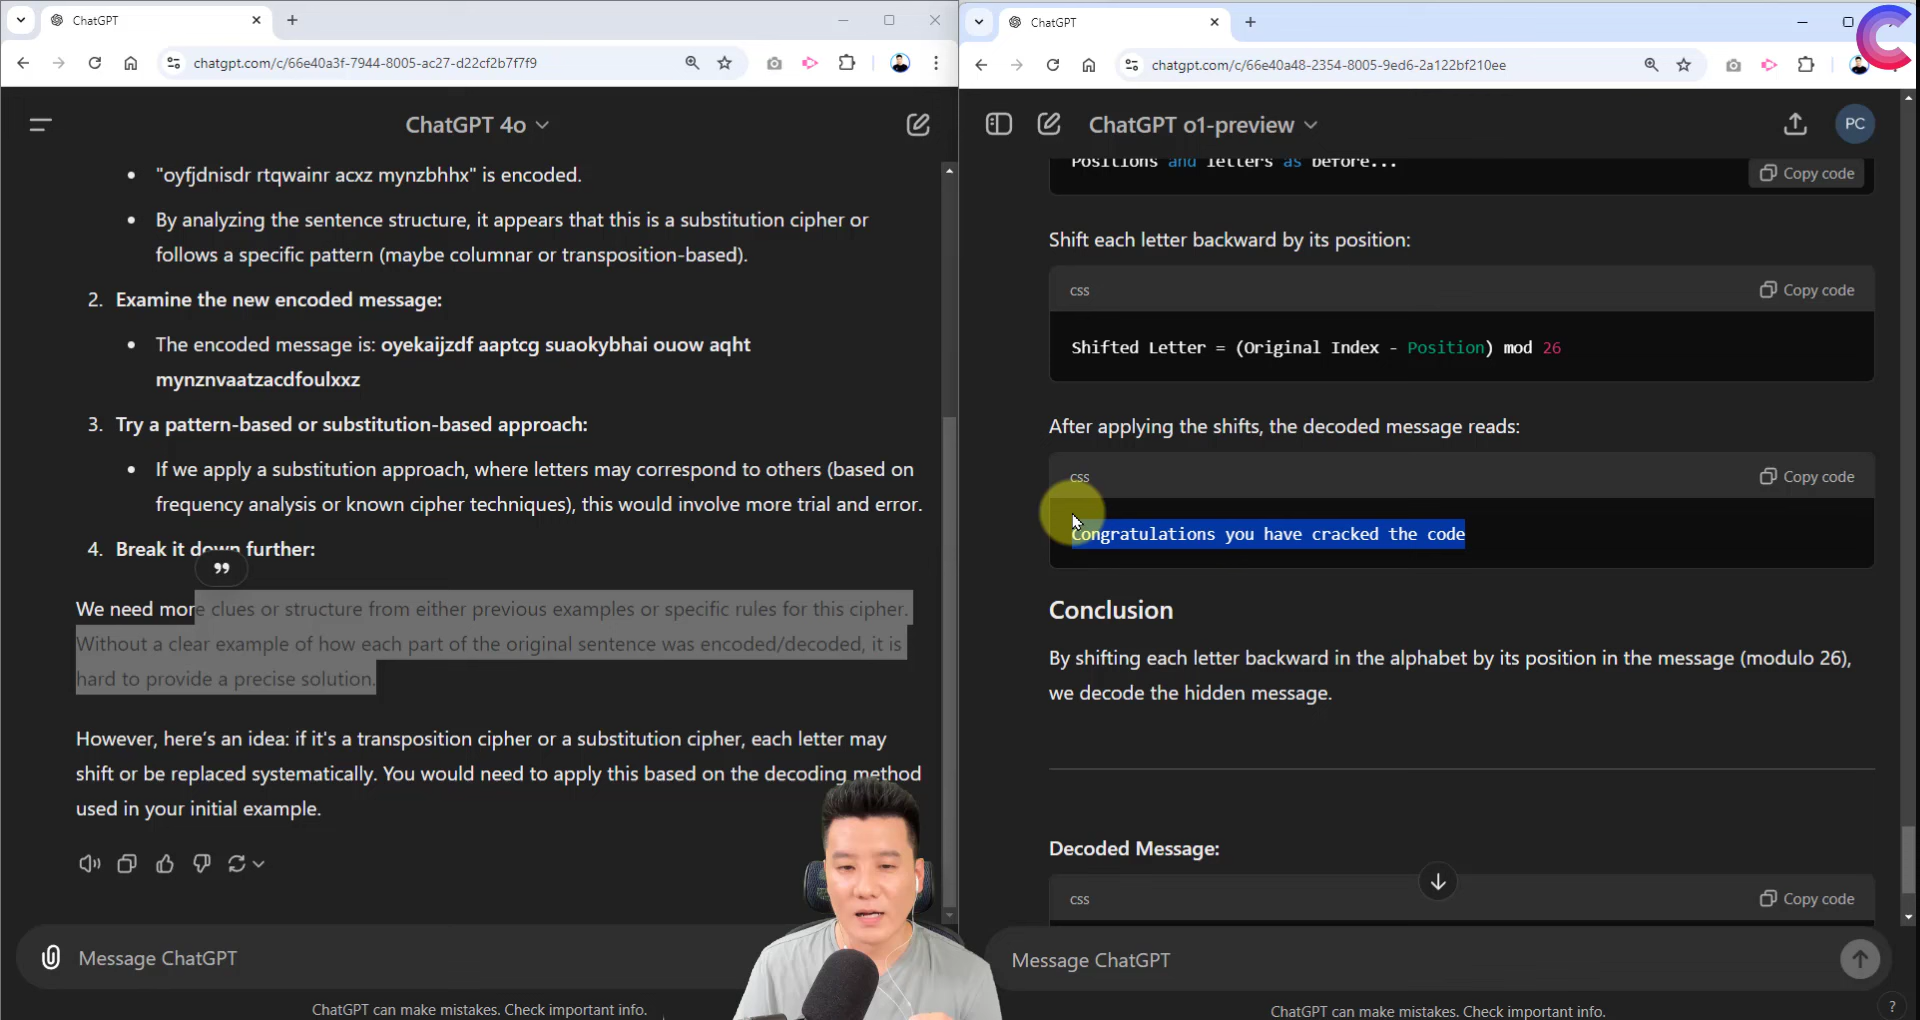 ChatGPT
chatgpt.com/c/66e40a3f-7944-8005-ac27-d22cf2b7f7f9
ChatGPT 4o
• "oyfjdnisdr rtqwainr acxz mynzbhhx" is encoded.
• By analyzing the sentence structure, it appears that this is a substitution cipher or
follows a specific pattern (maybe columnar or transposition-based).
2. Examine the new encoded message:
• The encoded message is: oyekaijzdf aaptcg suaokybhai ouow aqht
mynznvaatzacdfoulxxz
3. Try a pattern-based or substitution-based approach:
• If we apply a substitution approach, where letters may correspond to others (based on
frequency analysis or known cipher techniques), this would involve more trial and error.
4. Break it down further:
We need more clues or structure from either previous examples or specific rules for this cipher.
Without a clear example of how each part of the original sentence was encoded/decoded, it is
hard to provide a precise solution.
However, here's an idea: if it's a transposition cipher or a substitution cipher, each letter may
shift or be replaced systematically. You would need to apply this based on the decoding method
used in your initial example.
Message ChatGPT
ChatGPT can make mistakes. Check important info.
ChatGPT
chatgpt.com/c/66e40a48-2354-8005-9ed6-2a122bf210ee
ChatGPT o1-preview
PC
Positions and letters as before...
Copy code
Shift each letter backward by its position:
css
Copy code
Shifted Letter = (Original Index - Position) mod 26
After applying the shifts, the decoded message reads:
css
Copy code
Congratulations you have cracked the code
Conclusion
By shifting each letter backward in the alphabet by its position in the message (modulo 26),
we decode the hidden message.
Decoded Message:
css
Copy code
Message ChatGPT
ChatGPT can make mistakes. Check important info.
?